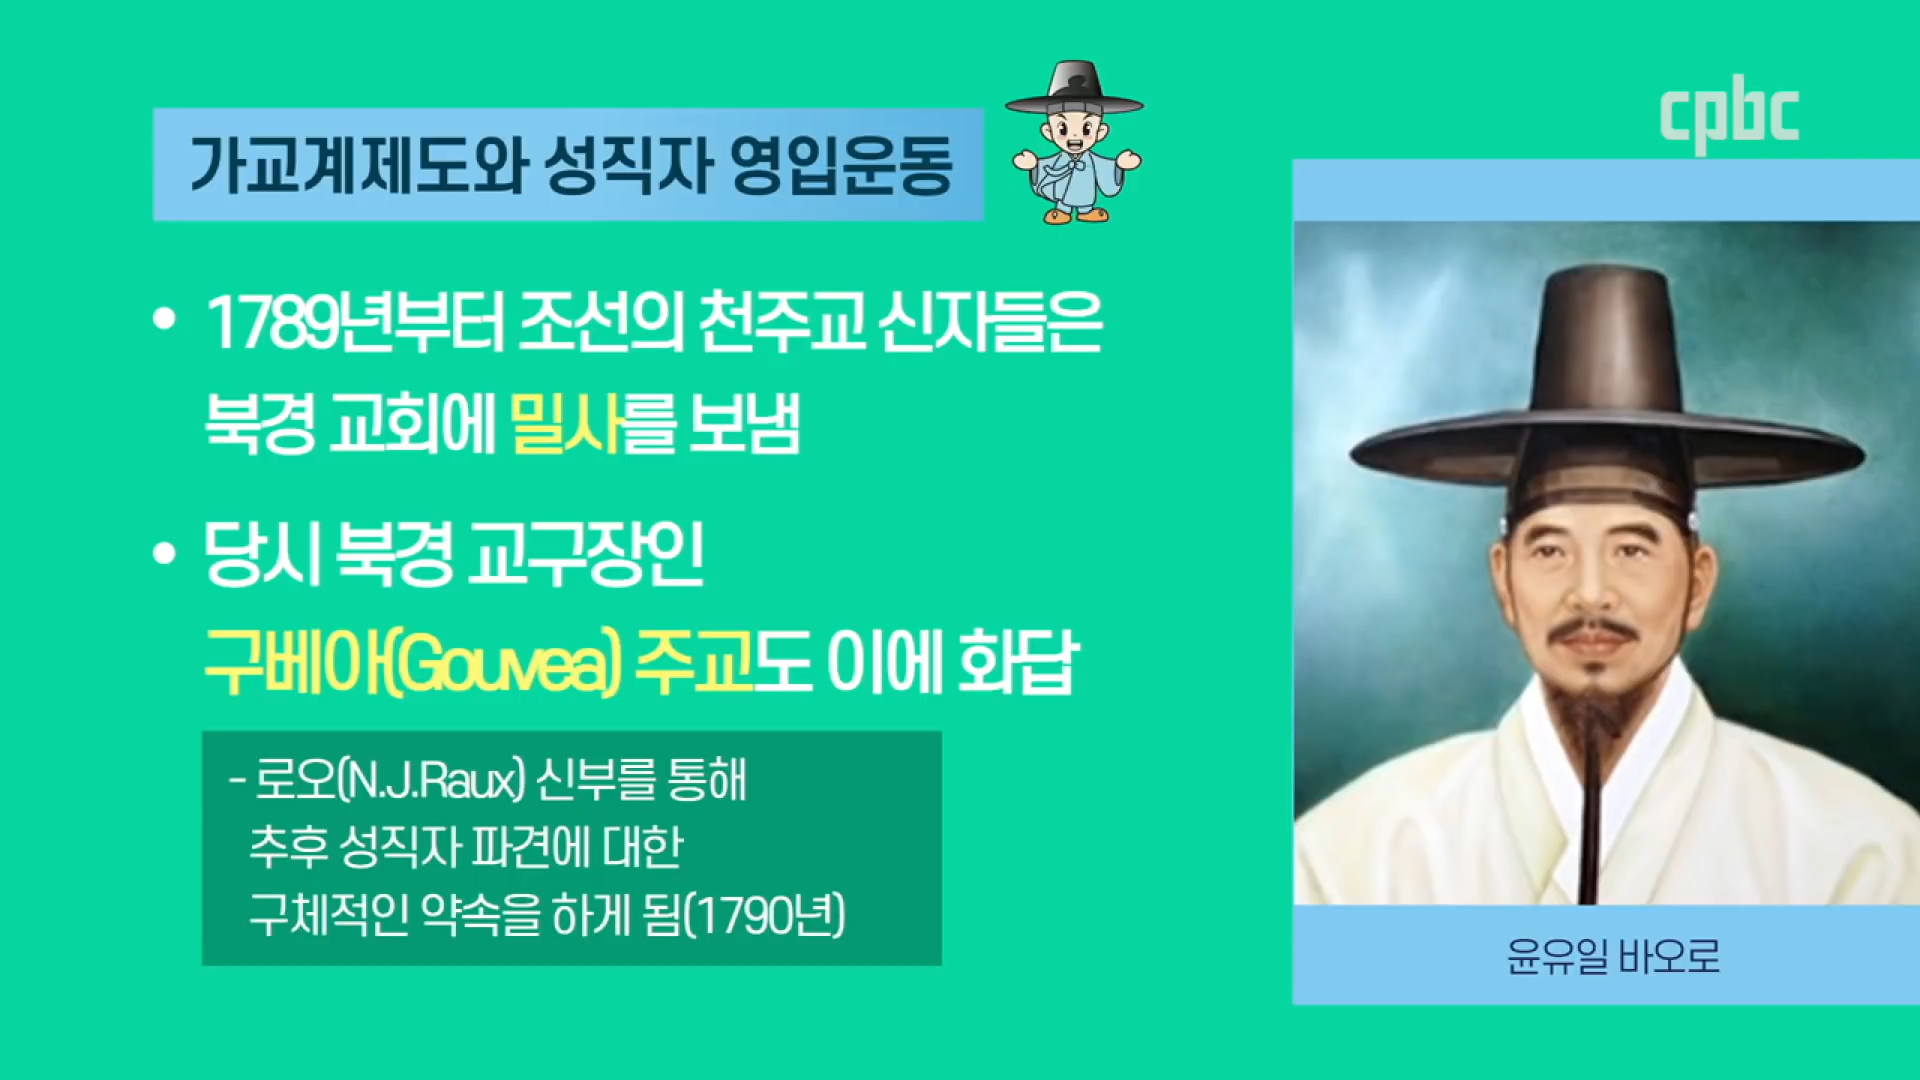 cpbc
가교계제도와 성직자 영입운동
• 1789년부터 조선의 천주교 신자들은
북경 교회에 밀사를 보냄
• 당시 북경 교구장인
구베아(Gouvea) 주교도 이에 화답
- 로오(N.J.Raux) 신부를 통해
추후 성직자 파견에 대한
구체적인 약속을 하게 됨(1790년)
윤유일 바오로